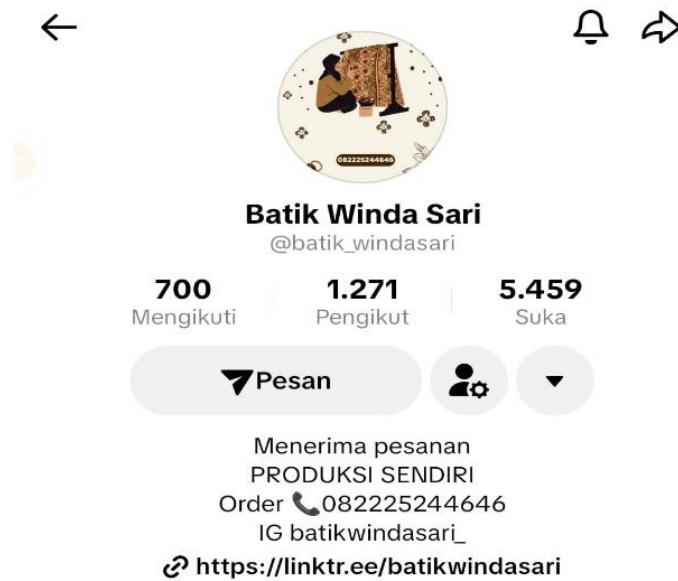 082225244646
Batik Winda Sari
@batik_windasari
700 1.271 5.459
Mengikuti Pengikut Suka
Pesan
Menerima pesanan
PRODUKSI SENDIRI
Order 📞082225244646
IG batikwindasari_
https://linktr.ee/batikwindasari